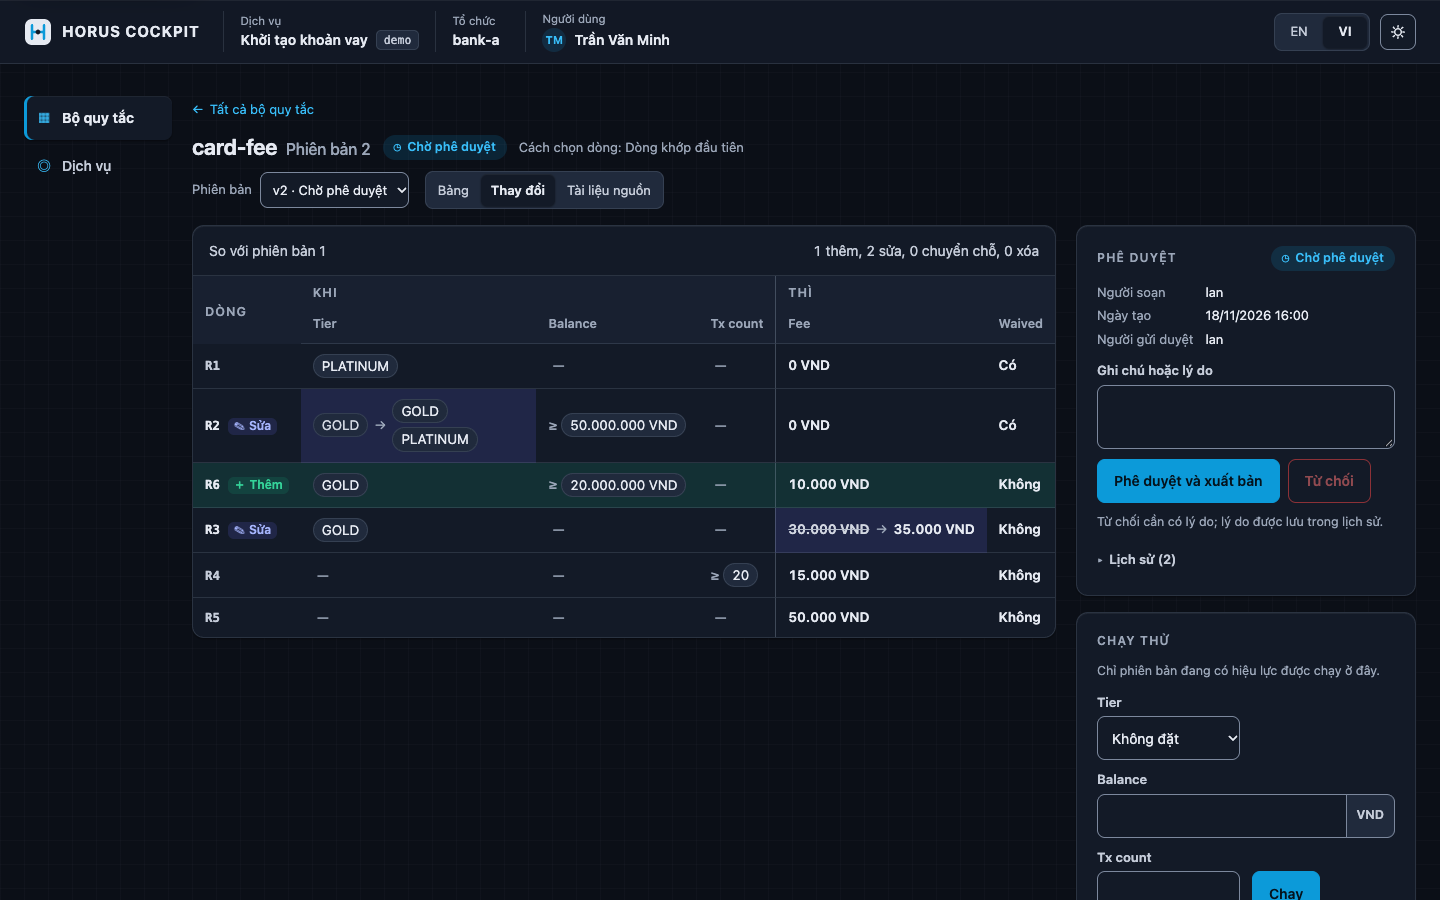 HORUS COCKPIT
Dịch vụ
Khởi tạo khoản vay demo
Tổ chức
bank-a
Người dùng
TM Trần Văn Minh
EN VI
Bộ quy tắc
Dịch vụ
← Tất cả bộ quy tắc
card-fee Phiên bản 2 Chờ phê duyệt Cách chọn dòng: Dòng khớp đầu tiên
Phiên bản v2 · Chờ phê duyệt Bảng Thay đổi Tài liệu nguồn
So với phiên bản 1 1 thêm, 2 sửa, 0 chuyển chỗ, 0 xóa
DÒNG KHI THÌ
Tier Balance Tx count Fee Waived
R1 PLATINUM — — 0 VND Có
R2 ✎ Sửa GOLD → GOLD PLATINUM ≥ 50.000.000 VND — 0 VND Có
R6 + Thêm GOLD ≥ 20.000.000 VND — 10.000 VND Không
R3 ✎ Sửa GOLD — — 30.000 VND → 35.000 VND Không
R4 — — ≥ 20 15.000 VND Không
R5 — — — 50.000 VND Không
PHÊ DUYỆT Chờ phê duyệt
Người soạn lan
Ngày tạo 18/11/2026 16:00
Người gửi duyệt lan
Ghi chú hoặc lý do
Phê duyệt và xuất bản Từ chối
Từ chối cần có lý do; lý do được lưu trong lịch sử.
▸ Lịch sử (2)
CHẠY THỬ
Chỉ phiên bản đang có hiệu lực được chạy ở đây.
Tier
Không đặt
Balance
VND
Tx count
Chạy